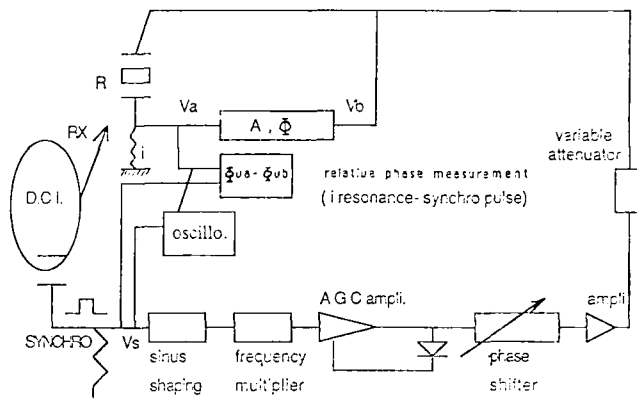 R
Va
Vb
A , Φ
RX
i
variable
attenuator
D.C.I.
Φua - Φub
relative phase measurement
( i resonance- synchro pulse)
oscillo.
A G C ampli.
ampli
SYNCHRO
Vs
sinus
shaping
frequency
multiplier
phase
shifter